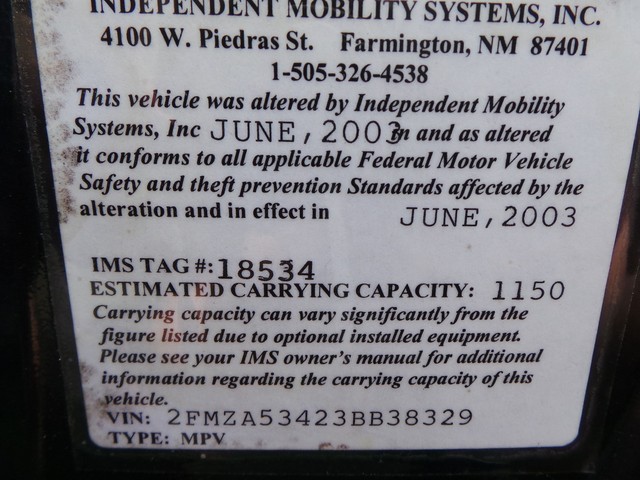 INDEPENDENT MOBILITY SYSTEMS, INC.
4100 W. Piedras St. Farmington, NM 87401
1-505-326-4538
This vehicle was altered by Independent Mobility
Systems, Inc JUNE, 2003 in and as altered
it conforms to all applicable Federal Motor Vehicle
Safety and theft prevention Standards affected by the
alteration and in effect in JUNE, 2003
IMS TAG #: 18534
ESTIMATED CARRYING CAPACITY: 1150
Carrying capacity can vary significantly from the
figure listed due to optional installed equipment.
Please see your IMS owner's manual for additional
information regarding the carrying capacity of this
vehicle.
VIN: 2FMZA53423BB38329
TYPE: MPV